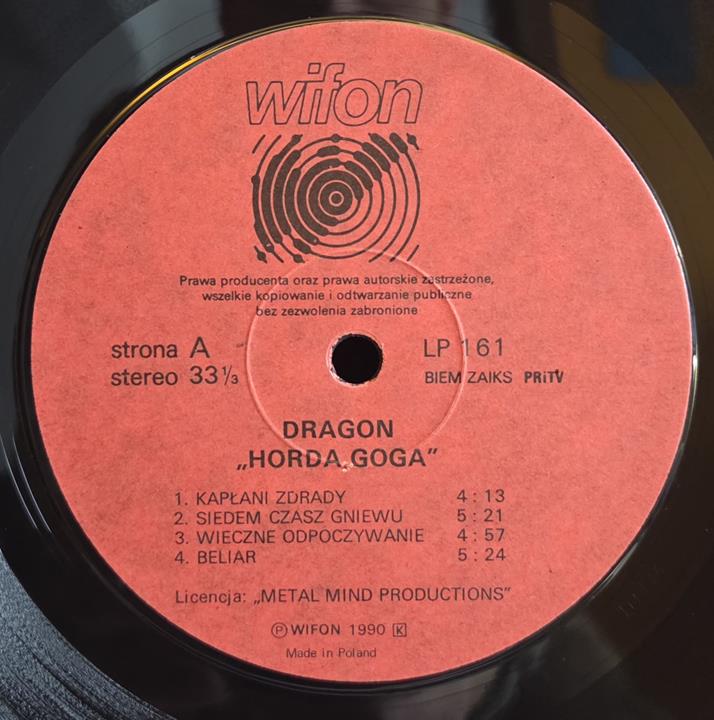 wifon
Prawa producenta oraz prawa autorskie zastrzeżone,
wszelkie kopiowanie i odtwarzanie publiczne
bez zezwolenia zabronione
strona A LP 161
stereo 33 1/3 BIEM ZAIKS PRiTV
DRAGON
„HORDA GOGA”
1. KAPŁANI ZDRADY 4 : 13
2. SIEDEM CZASZ GNIEWU 5 : 21
3. WIECZNE ODPOCZYWANIE 4 : 57
4. BELIAR 5 : 24
Licencja: „METAL MIND PRODUCTIONS”
Ⓟ WIFON 1990 K
Made in Poland